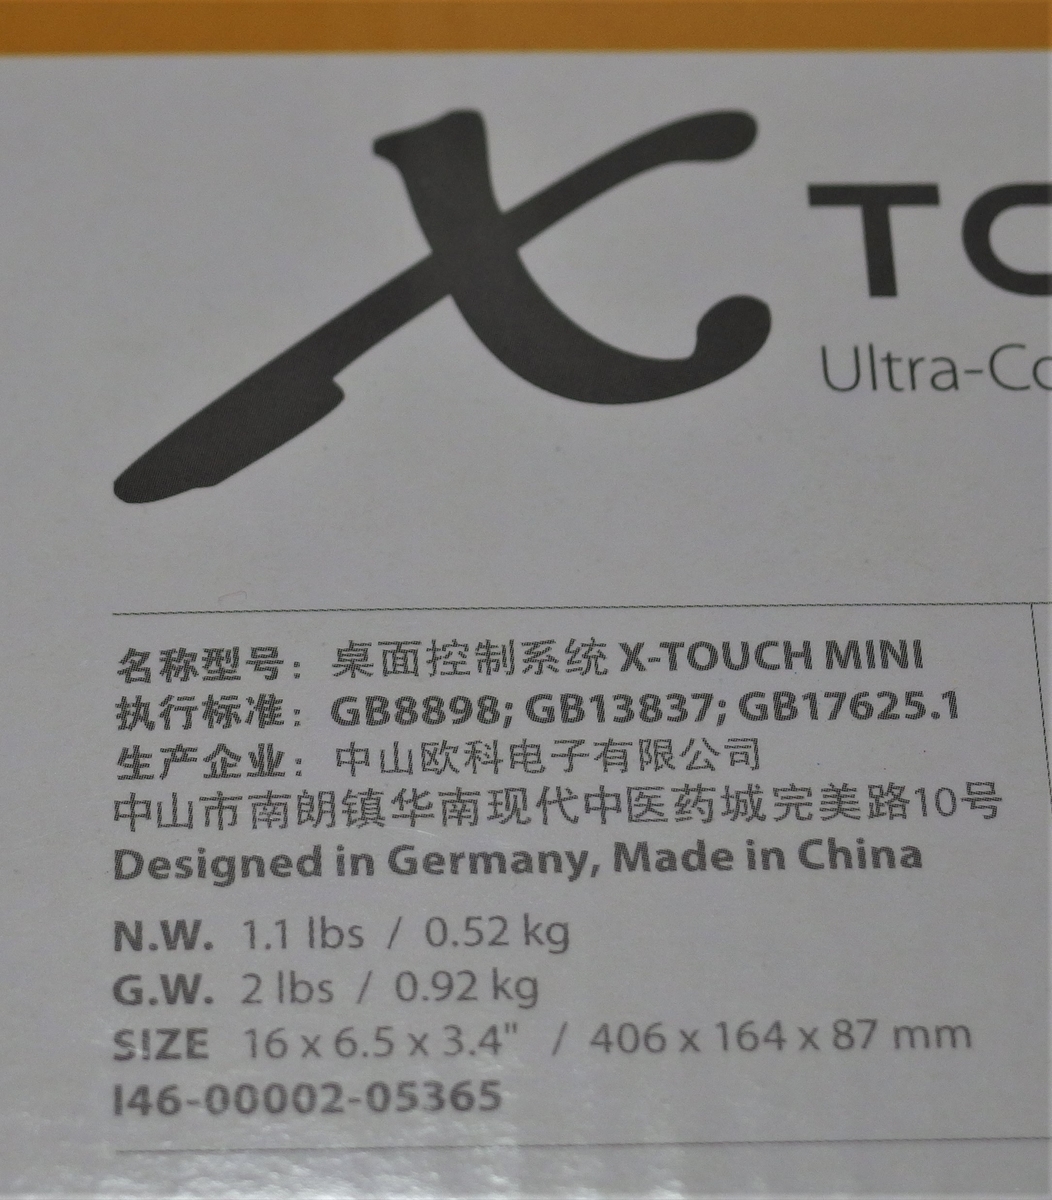 X TO
Ultra-Co
名称型号：桌面控制系统 X-TOUCH MINI
执行标准：GB8898; GB13837; GB17625.1
生产企业：中山欧科电子有限公司
中山市南朗镇华南现代中医药城完美路10号
Designed in Germany, Made in China
N.W. 1.1 lbs / 0.52 kg
G.W. 2 lbs / 0.92 kg
SIZE 16 x 6.5 x 3.4" / 406 x 164 x 87 mm
I46-00002-05365